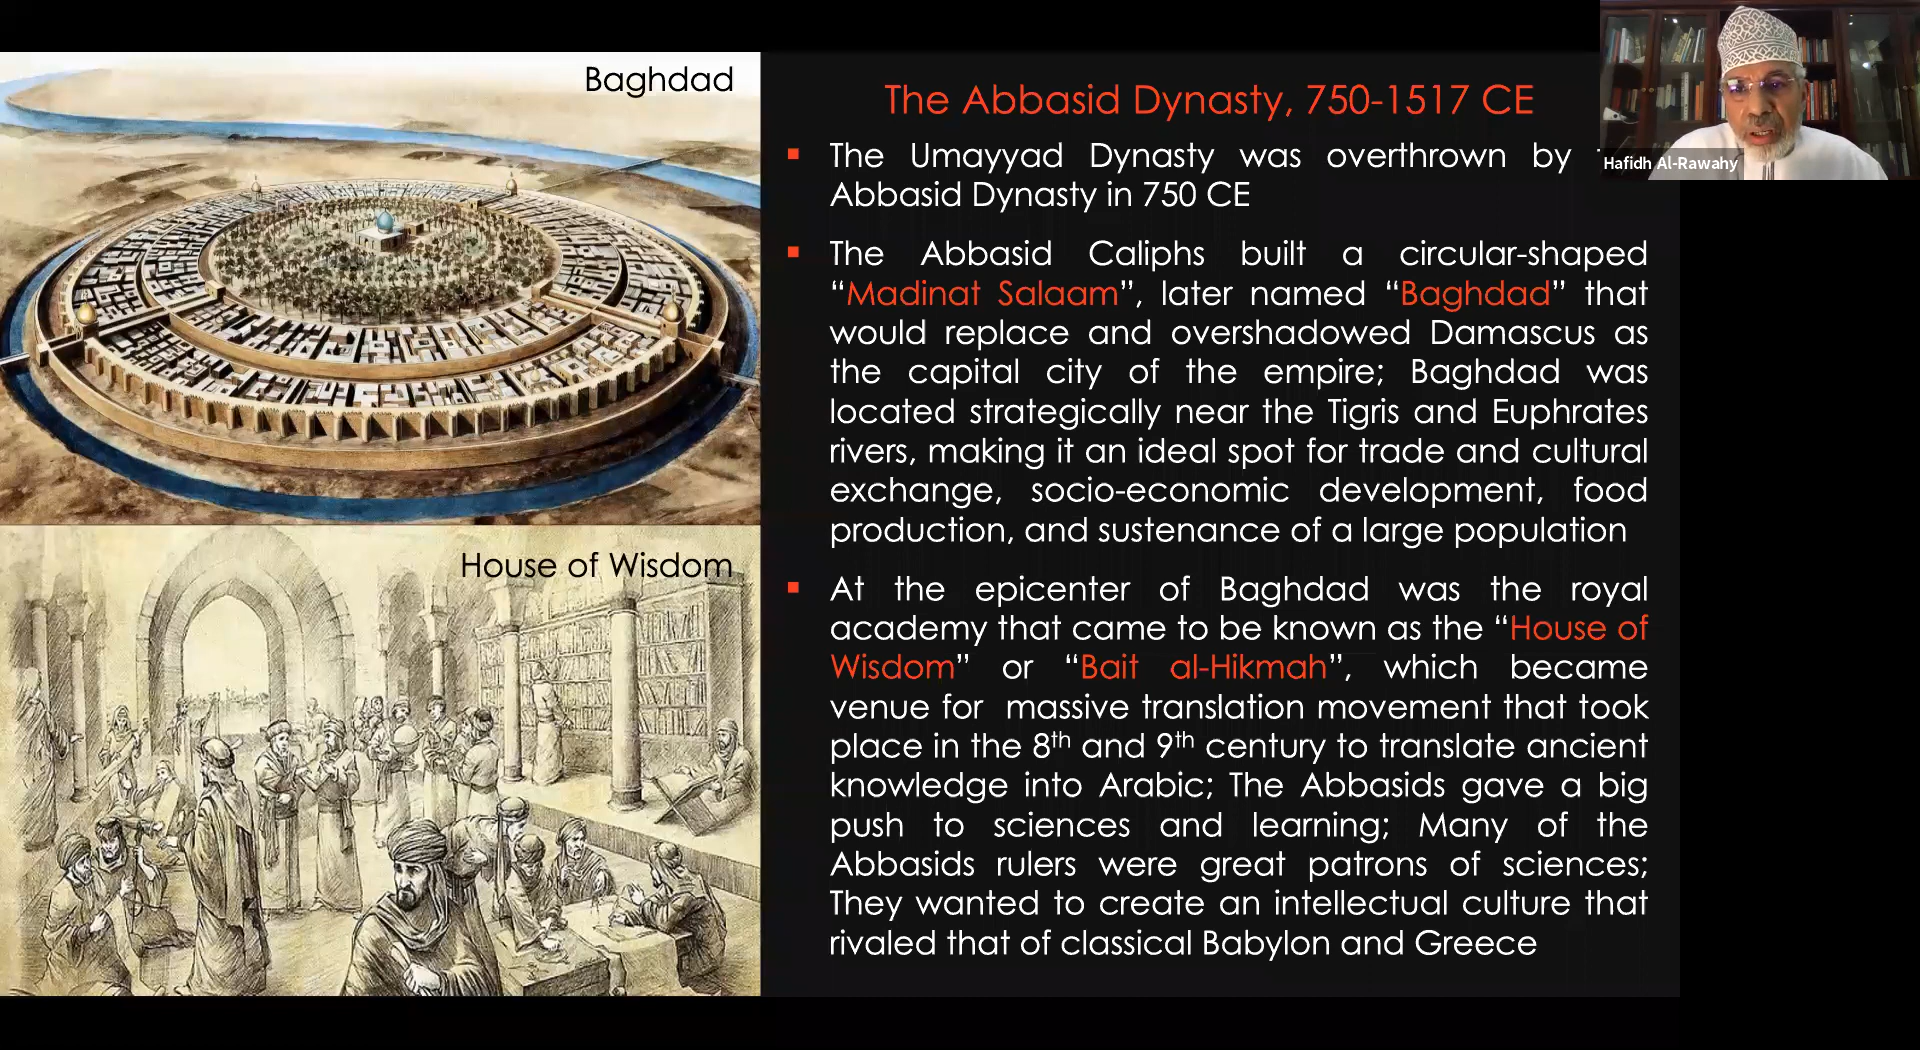 Baghdad
House of Wisdom
The Abbasid Dynasty, 750-1517 CE
▪ The Umayyad Dynasty was overthrown by
Abbasid Dynasty in 750 CE
▪ The Abbasid Caliphs built a circular-shaped
“Madinat Salaam”, later named “Baghdad” that
would replace and overshadowed Damascus as
the capital city of the empire; Baghdad was
located strategically near the Tigris and Euphrates
rivers, making it an ideal spot for trade and cultural
exchange, socio-economic development, food
production, and sustenance of a large population
▪ At the epicenter of Baghdad was the royal
academy that came to be known as the “House of
Wisdom” or “Bait al-Hikmah”, which became
venue for massive translation movement that took
place in the 8th and 9th century to translate ancient
knowledge into Arabic; The Abbasids gave a big
push to sciences and learning; Many of the
Abbasids rulers were great patrons of sciences;
They wanted to create an intellectual culture that
rivaled that of classical Babylon and Greece
Hafidh Al-Rawahy